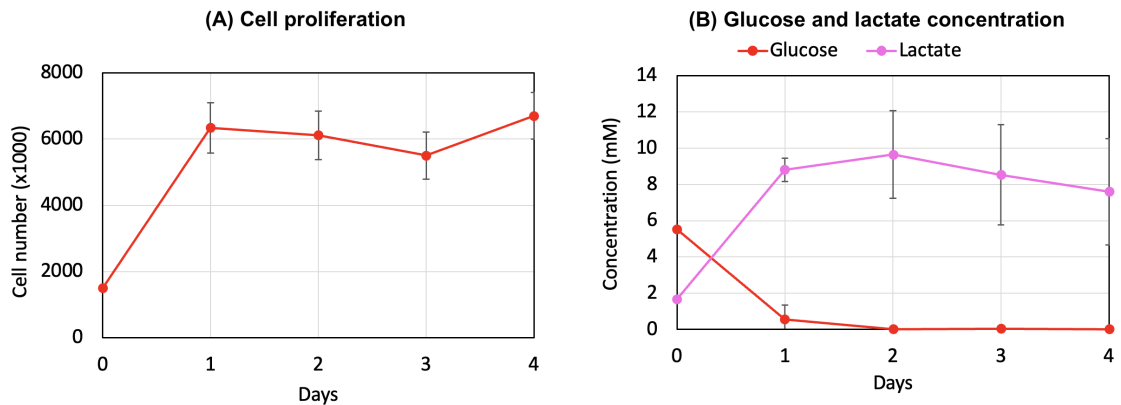 (A) Cell proliferation
8000
6000
4000
2000
0
Cell number (x1000)
0 1 2 3 4
Days
(B) Glucose and lactate concentration
Glucose Lactate
14
12
10
8
6
4
2
0
Concentration (mM)
0 1 2 3 4
Days